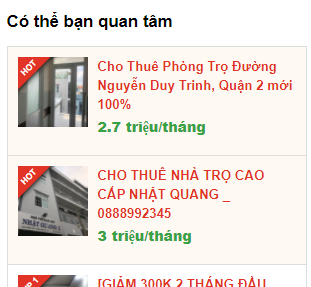 Có thể bạn quan tâm
HOT
Cho Thuê Phòng Trọ Đường
Nguyễn Duy Trinh, Quận 2 mới
100%
2.7 triệu/tháng
HOT
CHO THUÊ NHÀ TRỌ CAO
CẤP NHẬT QUANG _
0888992345
3 triệu/tháng
NHẬT QUANG
[GIẢM 300K 2 THÁNG ĐẦU